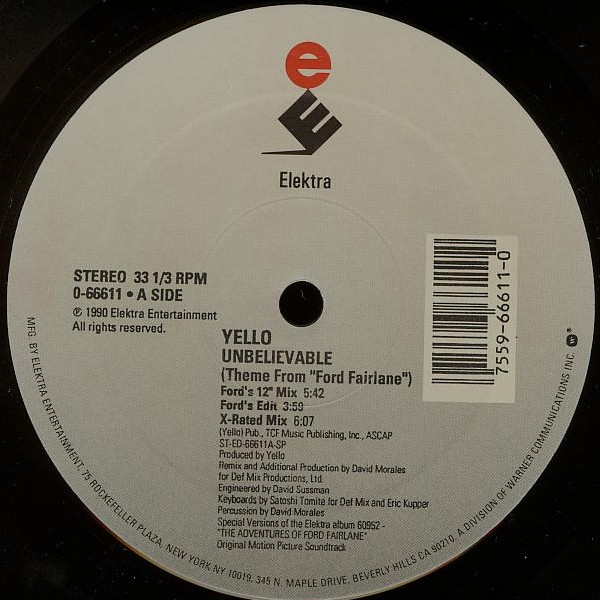 e
E
Elektra
STEREO 33 1/3 RPM
0-66611 • A SIDE
℗ 1990 Elektra Entertainment
All rights reserved.
7559-66611-0
YELLO
UNBELIEVABLE
(Theme From "Ford Fairlane")
Ford's 12" Mix 5:42
Ford's Edit 3:59
X-Rated Mix 6:07
(Yello) Pub., TCF Music Publishing, Inc., ASCAP
ST-ED-66611A-SP
Produced by Yello
Remix and Additional Production by David Morales
for Def Mix Productions, Ltd.
Engineered by David Sussman
Keyboards by Satoshi Tomite for Def Mix and Eric Kupper
Percussion by David Morales
Special Versions of the Elektra album 60952 -
"THE ADVENTURES OF FORD FAIRLANE"
Original Motion Picture Soundtrack
MFG. BY ELEKTRA ENTERTAINMENT, 75 ROCKEFELLER PLAZA, NEW YORK, NY 10019, 345 N. MAPLE DRIVE, BEVERLY HILLS CA 90210, A DIVISION OF WARNER COMMUNICATIONS INC.